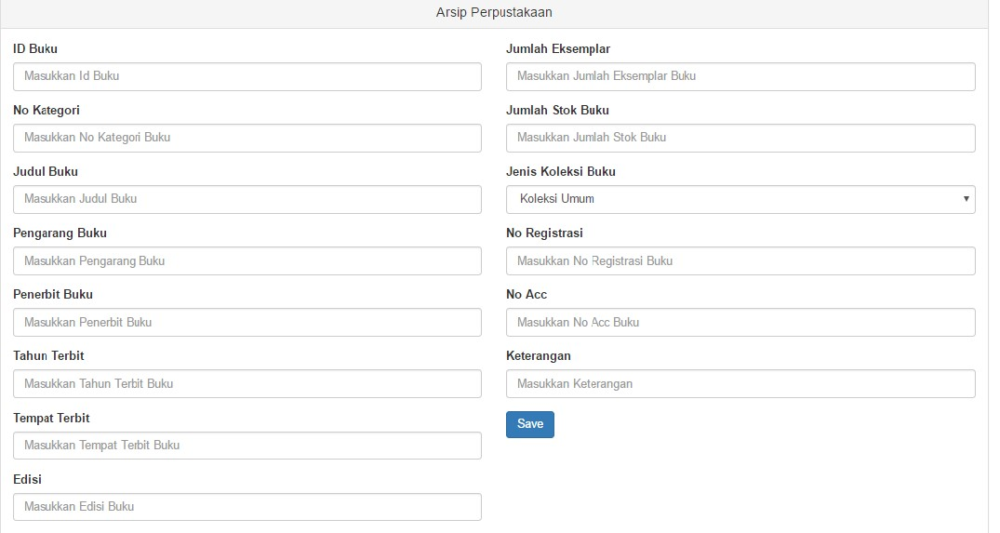 Arsip Perpustakaan
ID Buku
Masukkan Id Buku
No Kategori
Masukkan No Kategori Buku
Judul Buku
Masukkan Judul Buku
Pengarang Buku
Masukkan Pengarang Buku
Penerbit Buku
Masukkan Penerbit Buku
Tahun Terbit
Masukkan Tahun Terbit Buku
Tempat Terbit
Masukkan Tempat Terbit Buku
Edisi
Masukkan Edisi Buku
Jumlah Eksemplar
Masukkan Jumlah Eksemplar Buku
Jumlah Stok Buku
Masukkan Jumlah Stok Buku
Jenis Koleksi Buku
Koleksi Umum
No Registrasi
Masukkan No Registrasi Buku
No Acc
Masukkan No Acc Buku
Keterangan
Masukkan Keterangan
Save